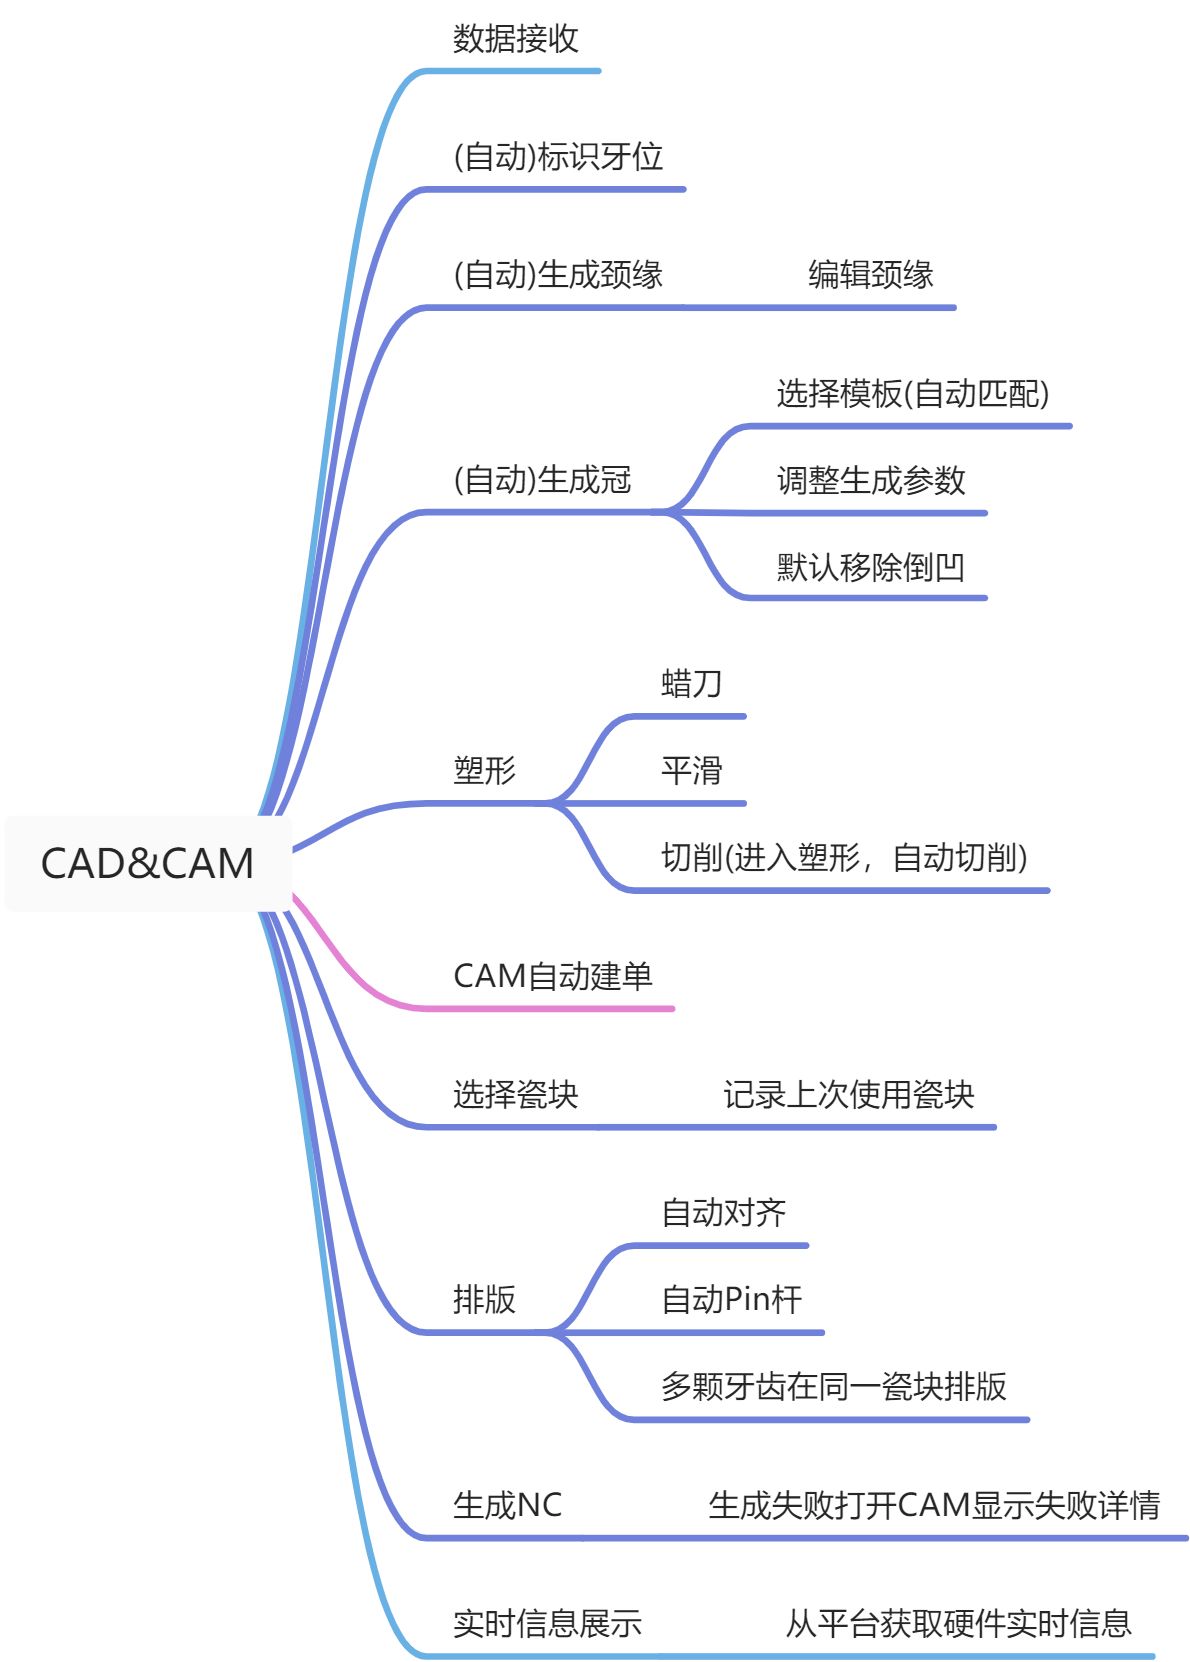 数据接收
(自动)标识牙位
(自动)生成颈缘
编辑颈缘
(自动)生成冠
选择模板(自动匹配)
调整生成参数
默认移除倒凹
塑形
蜡刀
平滑
切削(进入塑形，自动切削)
CAD&CAM
CAM自动建单
选择瓷块
记录上次使用瓷块
排版
自动对齐
自动Pin杆
多颗牙齿在同一瓷块排版
生成NC
生成失败打开CAM显示失败详情
实时信息展示
从平台获取硬件实时信息